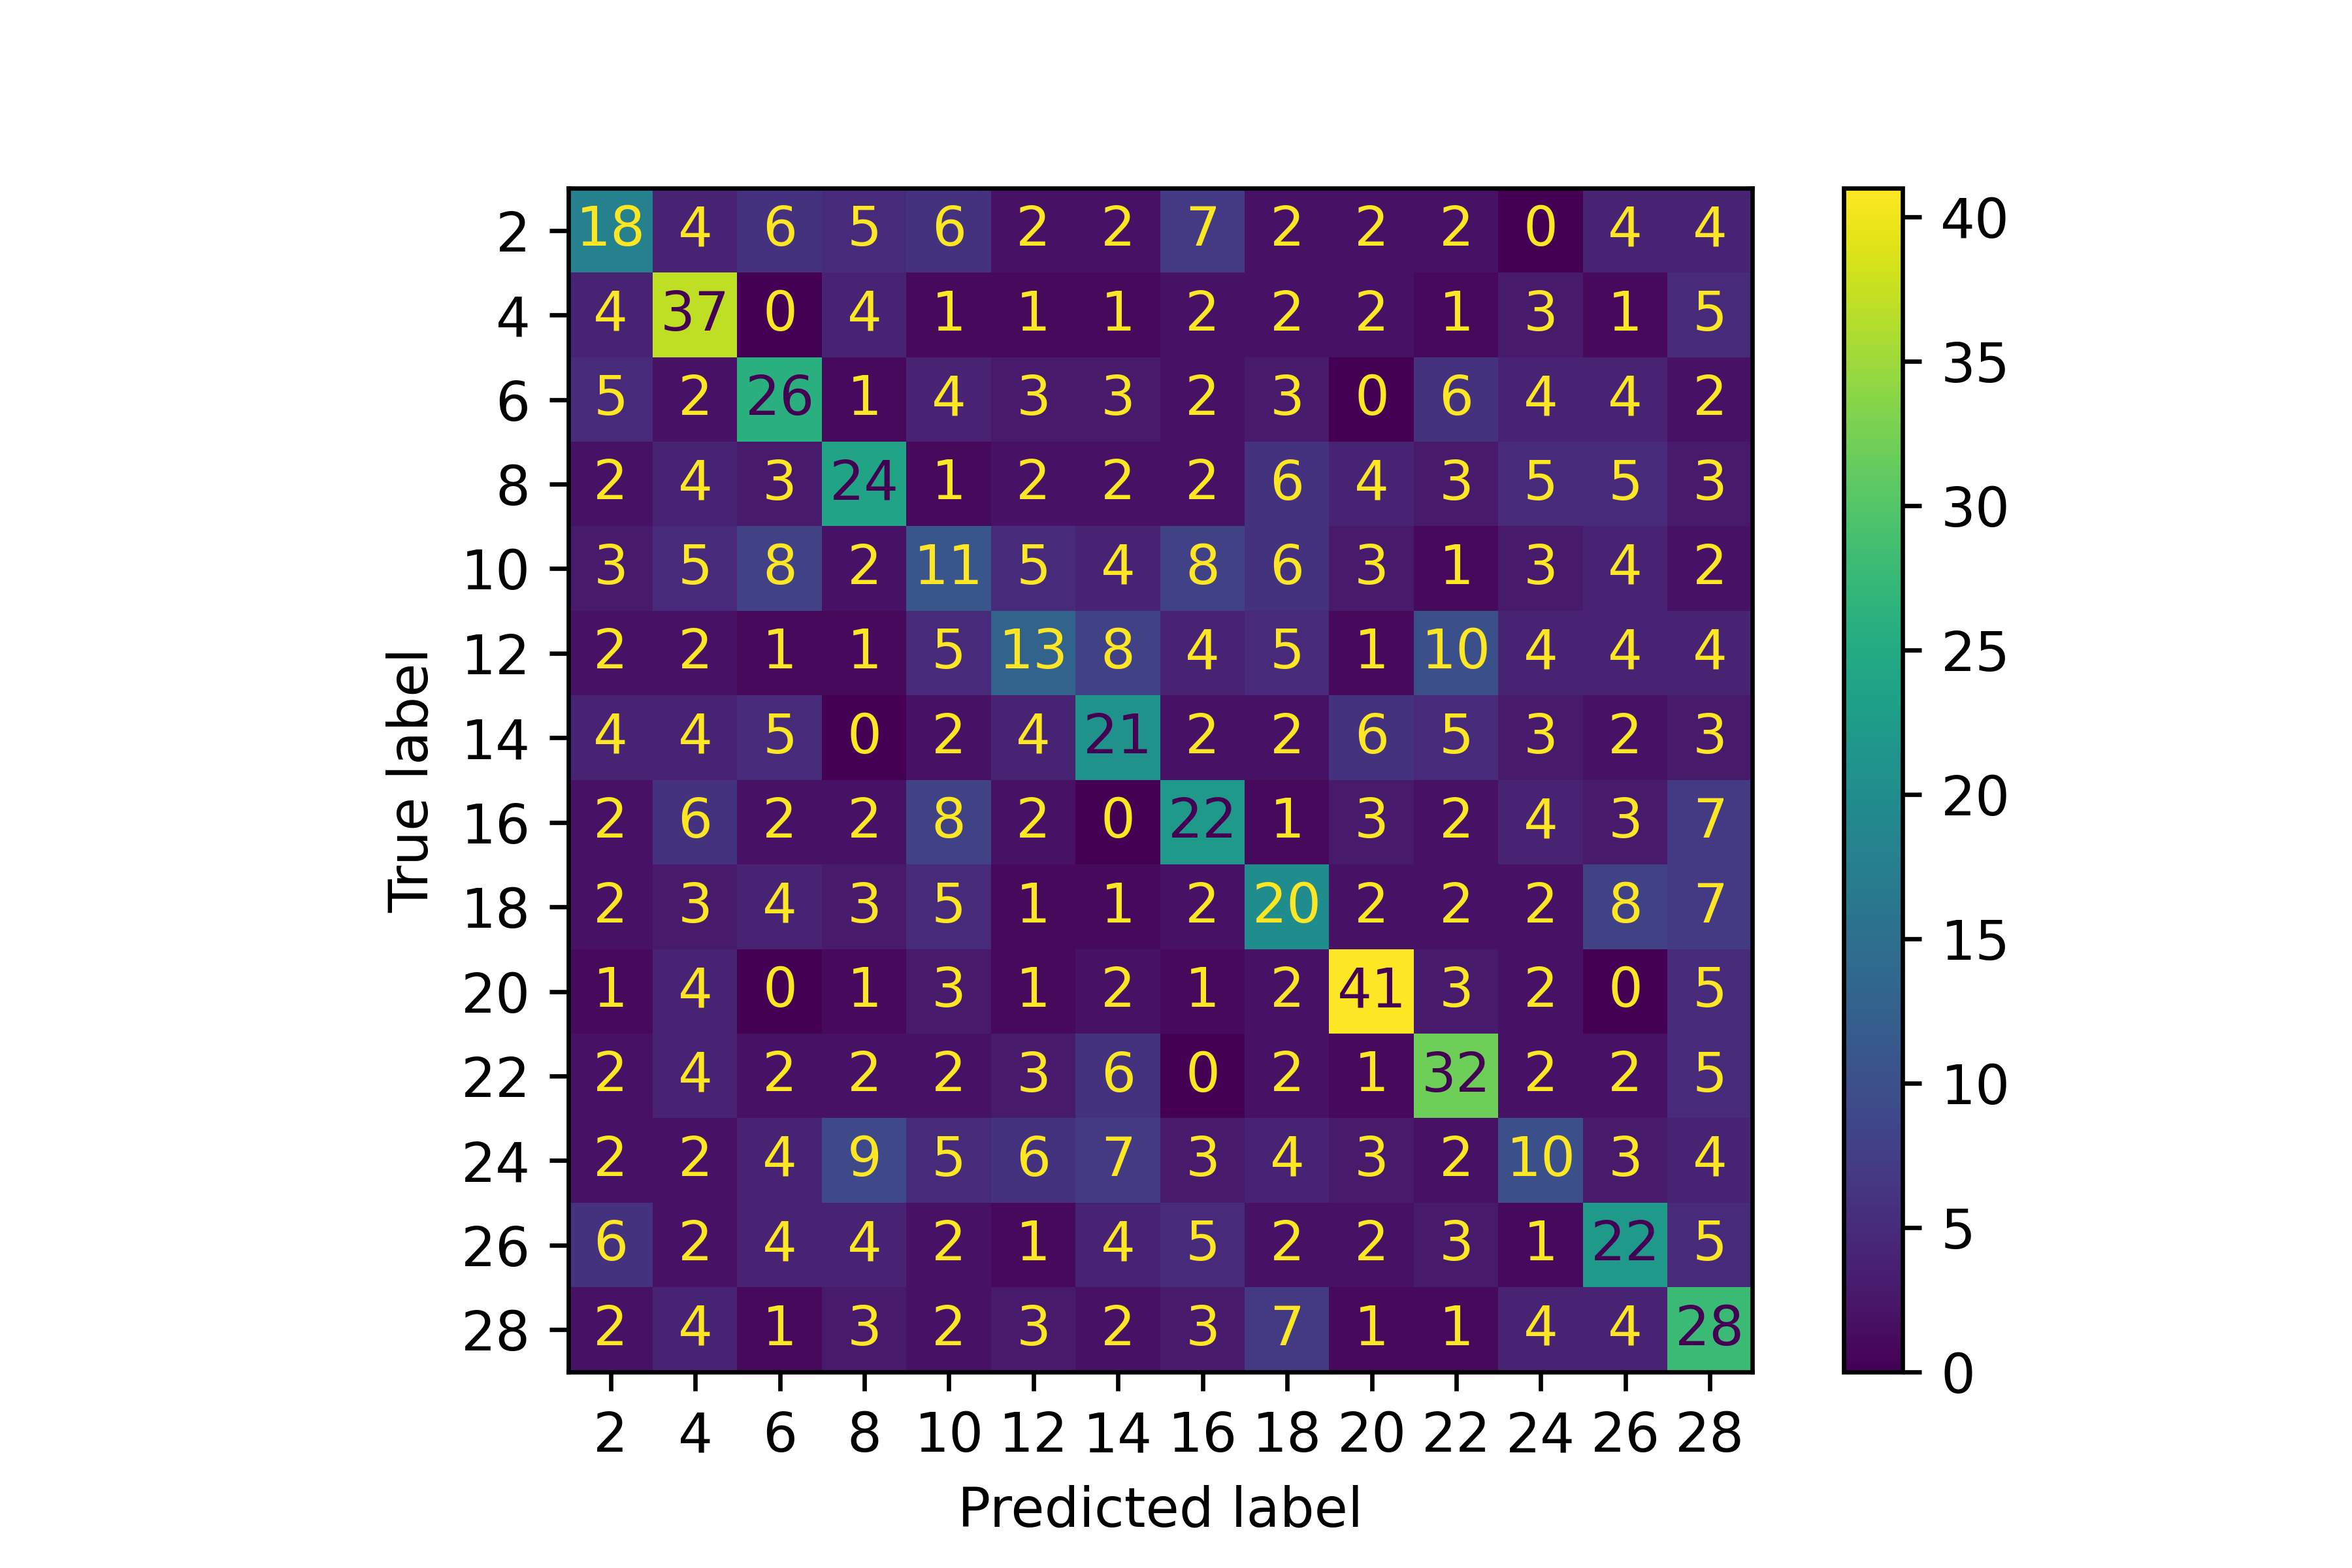 2 18 4 6 5 6 2 2 7 2 2 2 0 4 4
4 4 37 0 4 1 1 1 2 2 2 1 3 1 5
6 5 2 26 1 4 3 3 2 3 0 6 4 4 2
8 2 4 3 24 1 2 2 2 6 4 3 5 5 3
10 3 5 8 2 11 5 4 8 6 3 1 3 4 2
12 2 2 1 1 5 13 8 4 5 1 10 4 4 4
14 4 4 5 0 2 4 21 2 2 6 5 3 2 3
16 2 6 2 2 8 2 0 22 1 3 2 4 3 7
18 2 3 4 3 5 1 1 2 20 2 2 2 8 7
20 1 4 0 1 3 1 2 1 2 41 3 2 0 5
22 2 4 2 2 2 3 6 0 2 1 32 2 2 5
24 2 2 4 9 5 6 7 3 4 3 2 10 3 4
26 6 2 4 4 2 1 4 5 2 2 3 1 22 5
28 2 4 1 3 2 3 2 3 7 1 1 4 4 28
2 4 6 8 10 12 14 16 18 20 22 24 26 28
Predicted label
True label
40
35
30
25
20
15
10
5
0